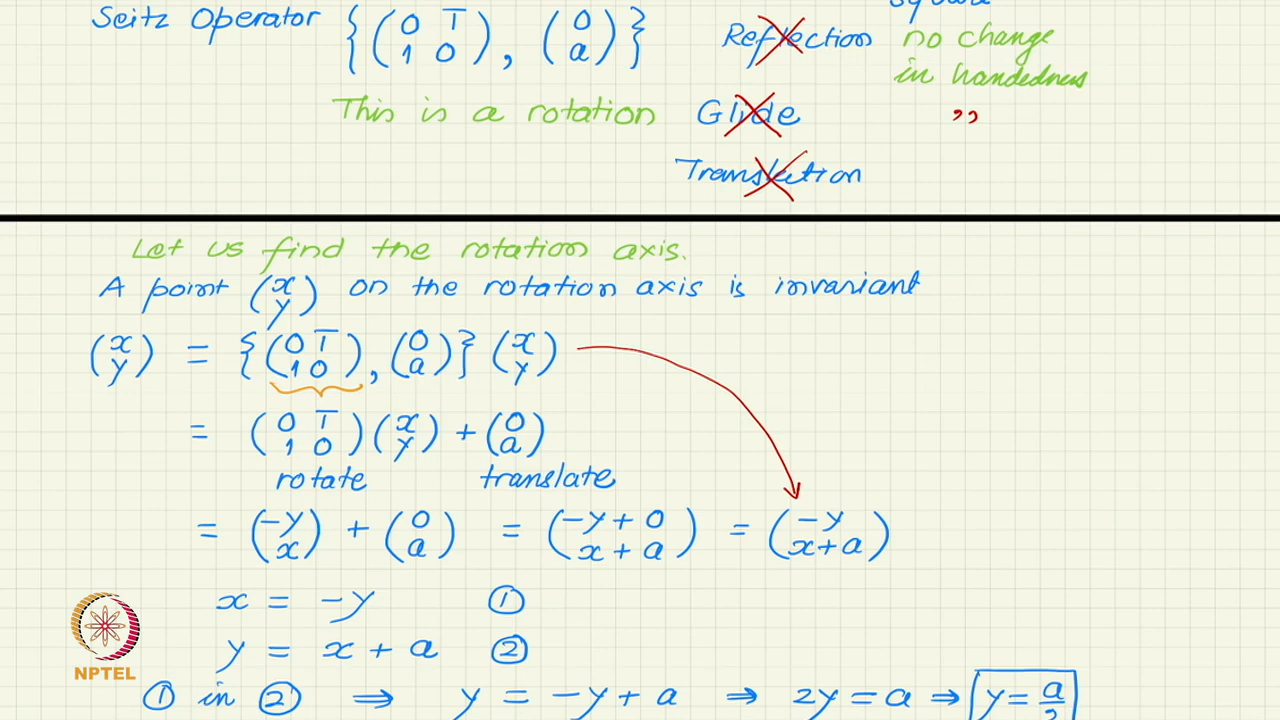 Seitz Operator {(0 1̅ / 1 0), (0 / a)} Reflection no change
in handedness
This is a rotation Glide ,,
Translation
Let us find the rotation axis.
A point (x / y) on the rotation axis is invariant
(x / y) = {(0 1̅ / 1 0), (0 / a)} (x / y)
= (0 1̅ / 1 0)(x / y) + (0 / a)
rotate translate
= (-y / x) + (0 / a) = (-y + 0 / x + a) = (-y / x+a)
x = -y ①
y = x + a ②
① in ② ⇒ y = -y + a ⇒ 2y = a ⇒ y = a/2
NPTEL